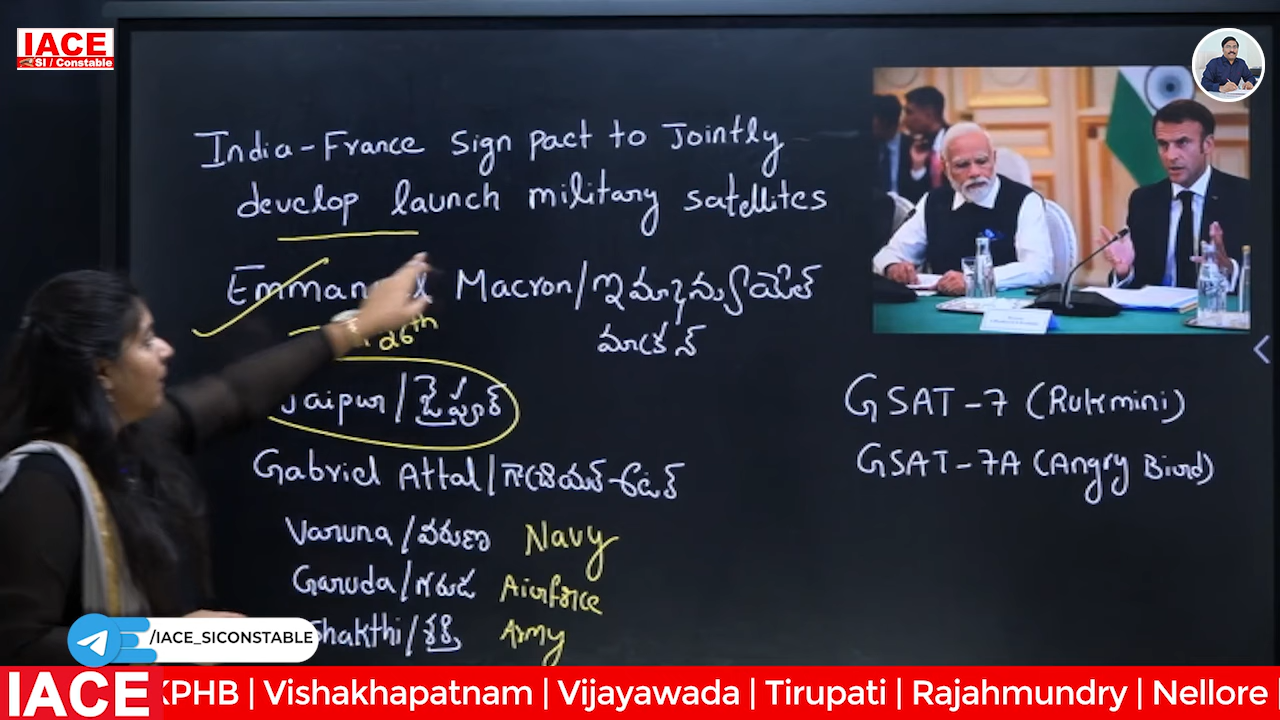 IACE
SI / Constable
India-France Sign pact to Jointly
develop launch military satellites
Macron/ఇమాన్యుయేల్
మాక్రన్
26th
Jaipur/జైపూర్
Gabriel Attal/గాబ్రియల్ అటల్
Varuna/వరుణ Navy
Garuda/గరుడ Airforce
Shakthi/శక్తి Army
GSAT-7 (Rukmini)
GSAT-7A (Angry Bird)
/IACE_SICONSTABLE
IACE KPHB | Vishakhapatnam | Vijayawada | Tirupati | Rajahmundry | Nellore |